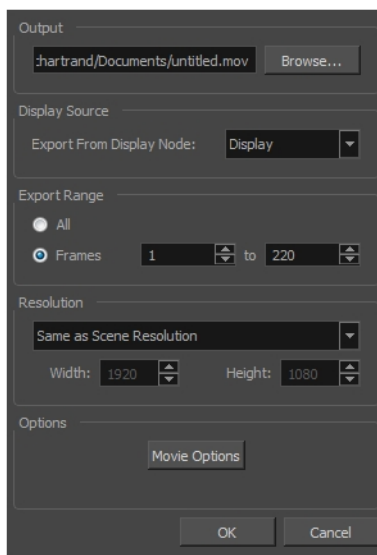 Output
:hartrand/Documents/untitled.mov Browse...
Display Source
Export From Display Node: Display
Export Range
All
Frames 1 to 220
Resolution
Same as Scene Resolution
Width: 1920 Height: 1080
Options
Movie Options
OK Cancel